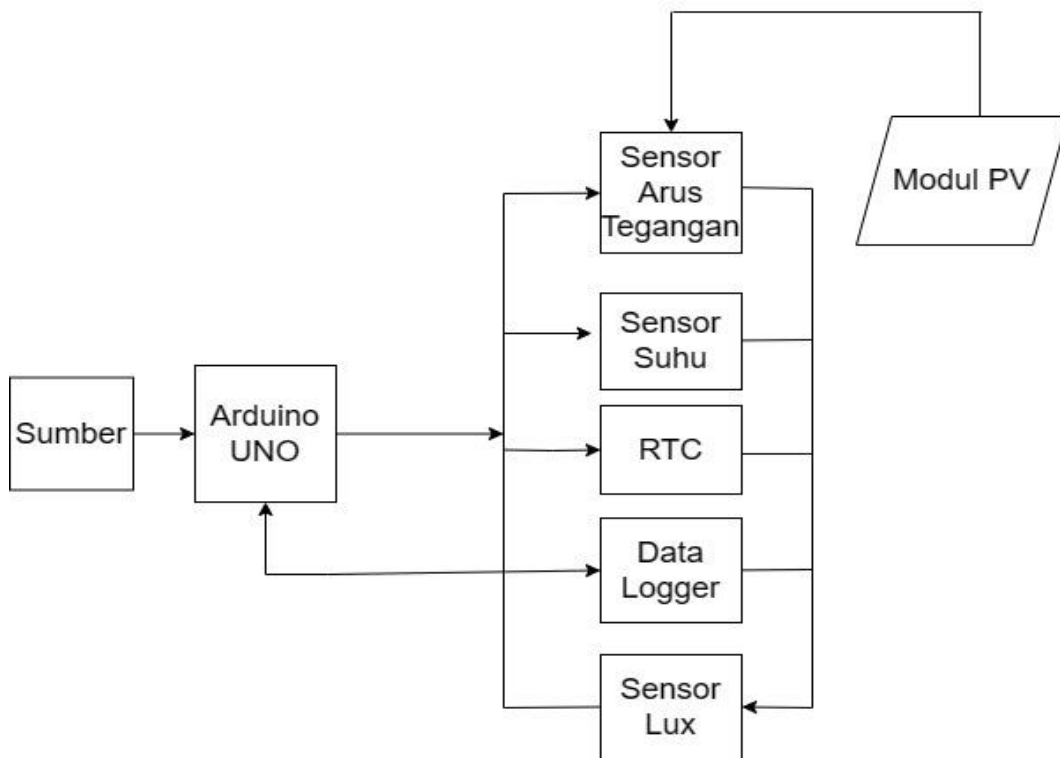 Sensor
Arus
Tegangan
Modul PV
Sensor
Suhu
Sumber
Arduino
UNO
RTC
Data
Logger
Sensor
Lux